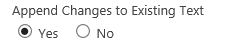 Append Changes to Existing Text
Yes No